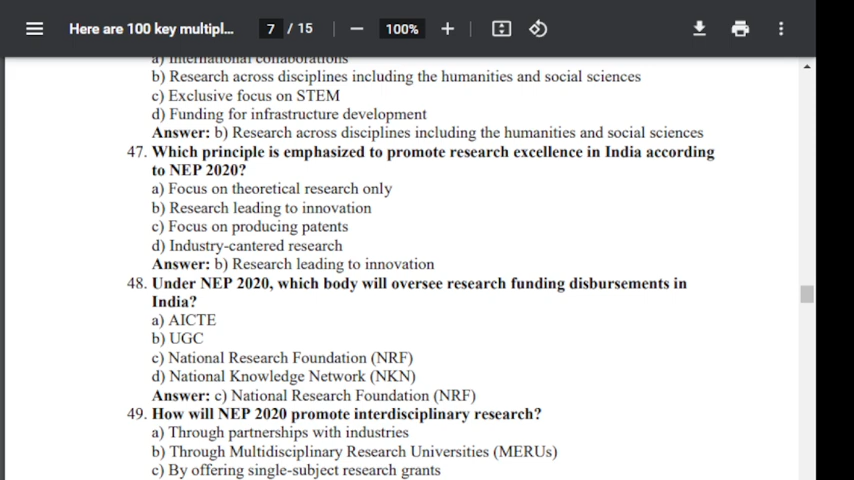 Here are 100 key multipl...
7 / 15
100%
a) International collaborations
b) Research across disciplines including the humanities and social sciences
c) Exclusive focus on STEM
d) Funding for infrastructure development
Answer: b) Research across disciplines including the humanities and social sciences
47. Which principle is emphasized to promote research excellence in India according
to NEP 2020?
a) Focus on theoretical research only
b) Research leading to innovation
c) Focus on producing patents
d) Industry-cantered research
Answer: b) Research leading to innovation
48. Under NEP 2020, which body will oversee research funding disbursements in
India?
a) AICTE
b) UGC
c) National Research Foundation (NRF)
d) National Knowledge Network (NKN)
Answer: c) National Research Foundation (NRF)
49. How will NEP 2020 promote interdisciplinary research?
a) Through partnerships with industries
b) Through Multidisciplinary Research Universities (MERUs)
c) By offering single-subject research grants